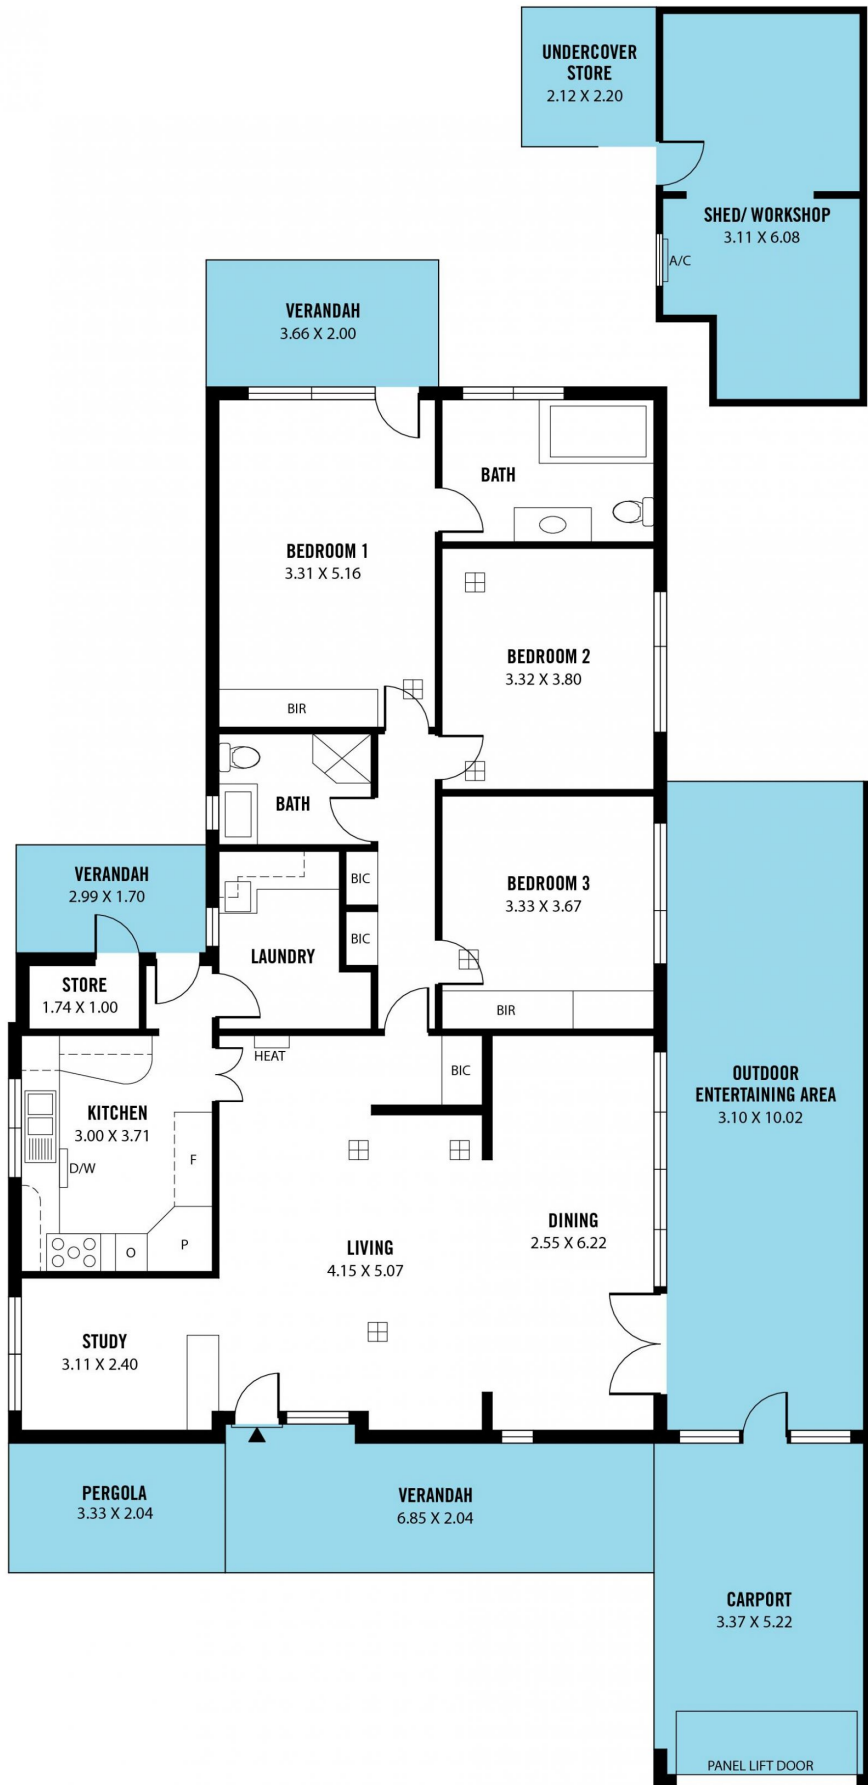 UNDERCOVER
STORE
2.12 X 2.20
SHED/ WORKSHOP
3.11 X 6.08
A/C
VERANDAH
3.66 X 2.00
BATH
BEDROOM 1
3.31 X 5.16
BEDROOM 2
3.32 X 3.80
BIR
BATH
VERANDAH
2.99 X 1.70
BIC
BEDROOM 3
3.33 X 3.67
BIC
LAUNDRY
STORE
1.74 X 1.00
BIR
HEAT
BIC
OUTDOOR
ENTERTAINING AREA
3.10 X 10.02
KITCHEN
3.00 X 3.71
D/W
F
O
P
LIVING
4.15 X 5.07
DINING
2.55 X 6.22
STUDY
3.11 X 2.40
PERGOLA
3.33 X 2.04
VERANDAH
6.85 X 2.04
CARPORT
3.37 X 5.22
PANEL LIFT DOOR